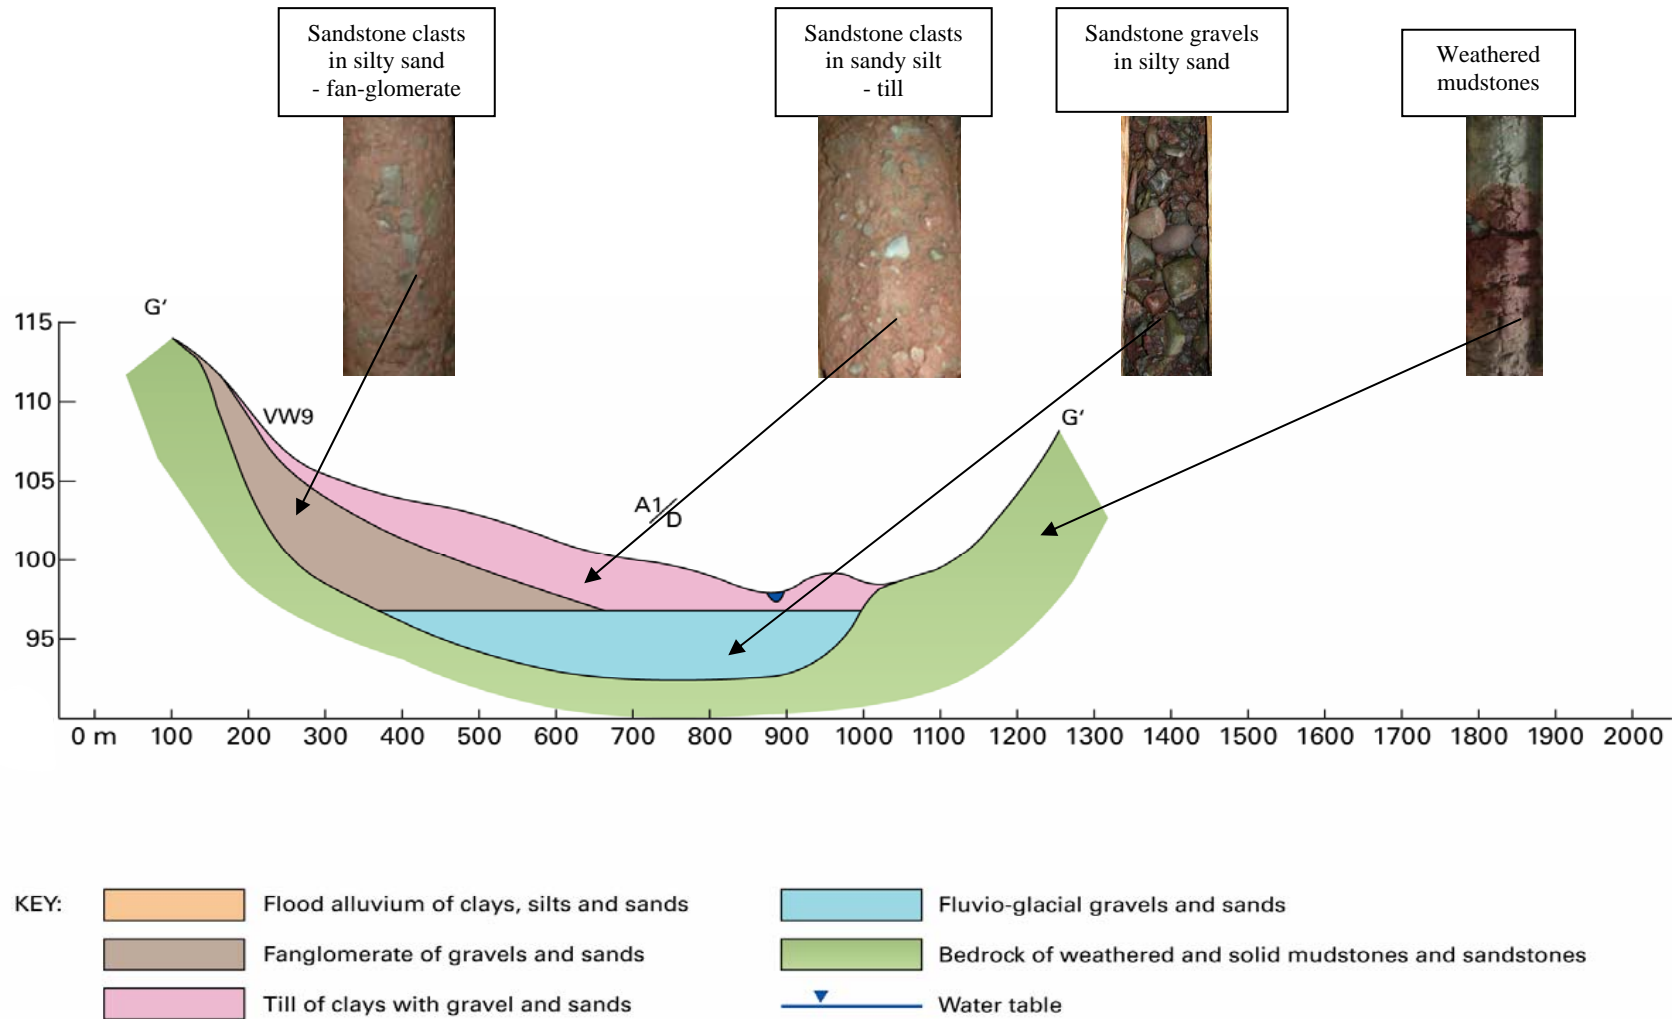 Sandstone clasts
in silty sand
- fan-glomerate
Sandstone clasts
in sandy silt
- till
Sandstone gravels
in silty sand
Weathered
mudstones
G'
115
110
105
100
95
VW9
A1
D
G'
0 m 100 200 300 400 500 600 700 800 900 1000 1100 1200 1300 1400 1500 1600 1700 1800 1900 2000
KEY:
Flood alluvium of clays, silts and sands
Fanglomerate of gravels and sands
Till of clays with gravel and sands
Fluvio-glacial gravels and sands
Bedrock of weathered and solid mudstones and sandstones
Water table